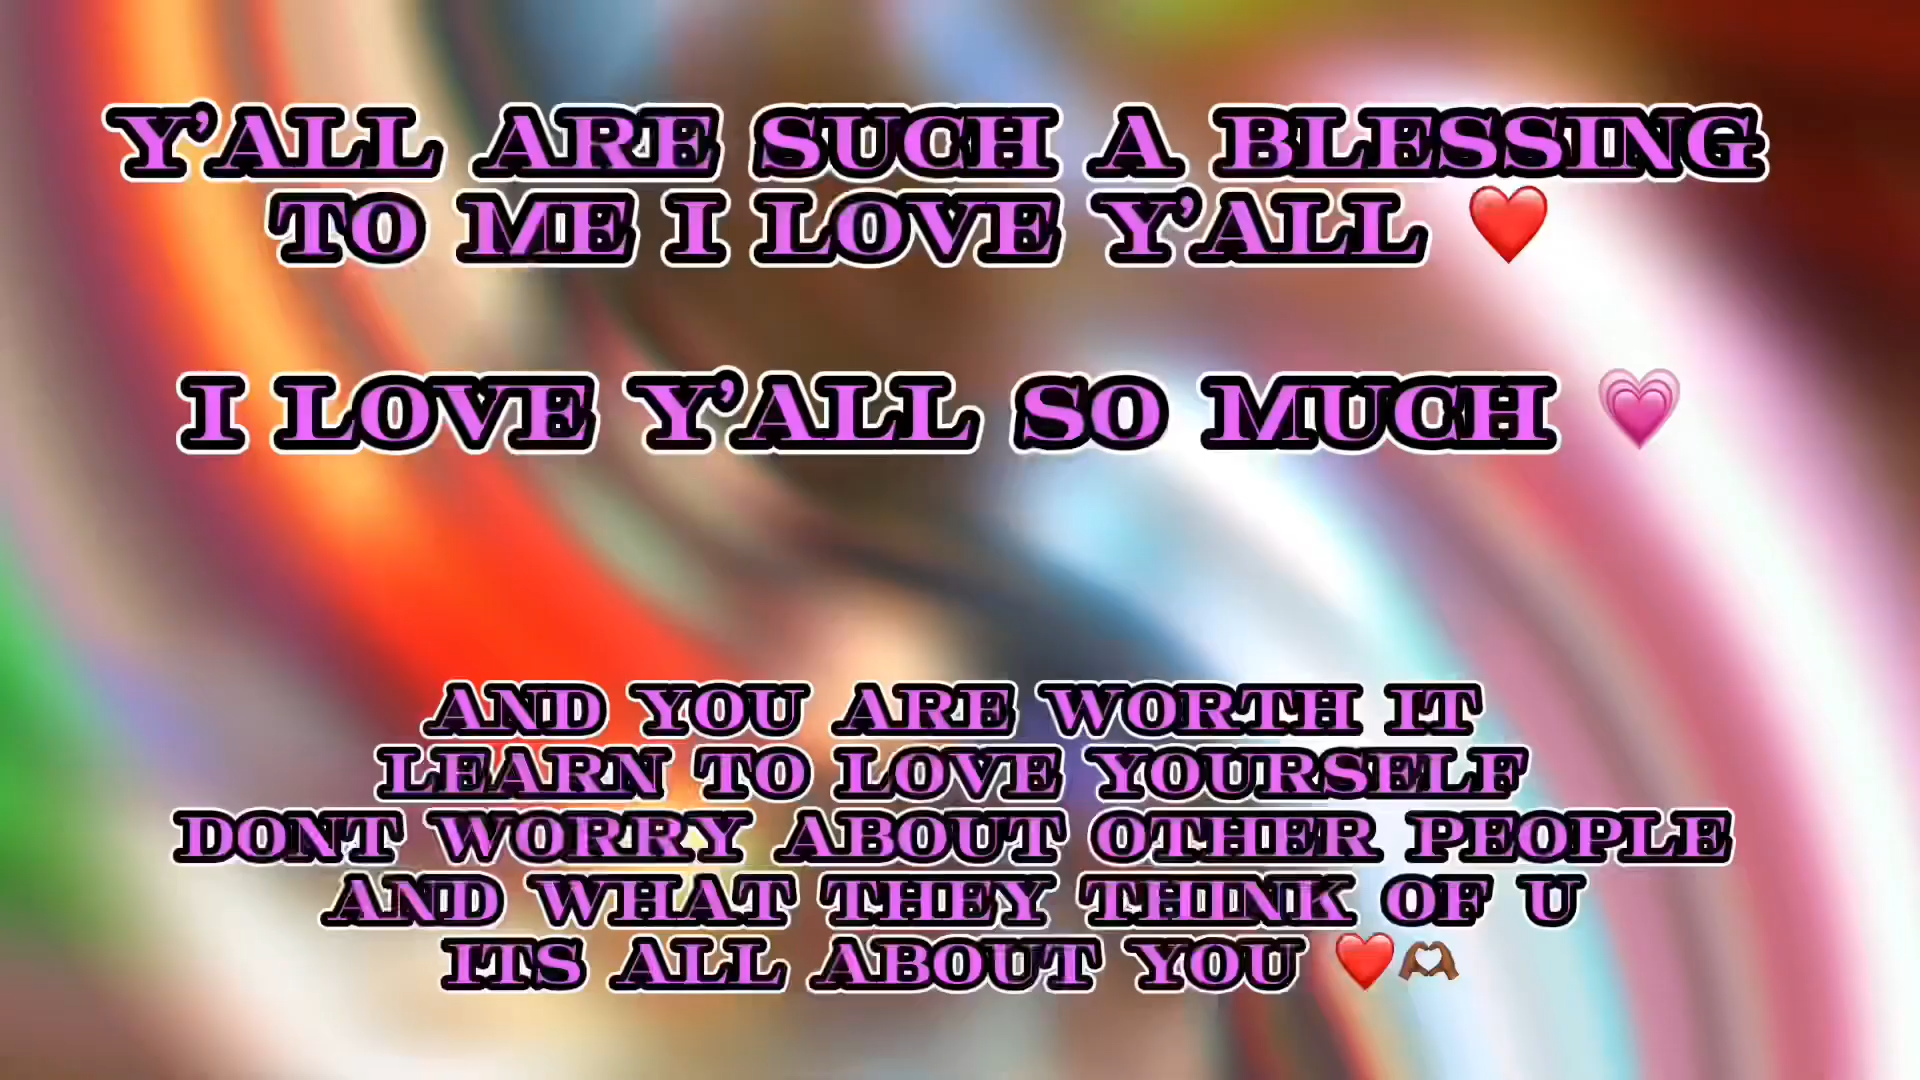 Y'ALL ARE SUCH A BLESSING
TO ME I LOVE Y'ALL ❤️
I LOVE Y'ALL SO MUCH 💗
AND YOU ARE WORTH IT
LEARN TO LOVE YOURSELF
DONT WORRY ABOUT OTHER PEOPLE
AND WHAT THEY THINK OF U
ITS ALL ABOUT YOU ❤️🫶🏾